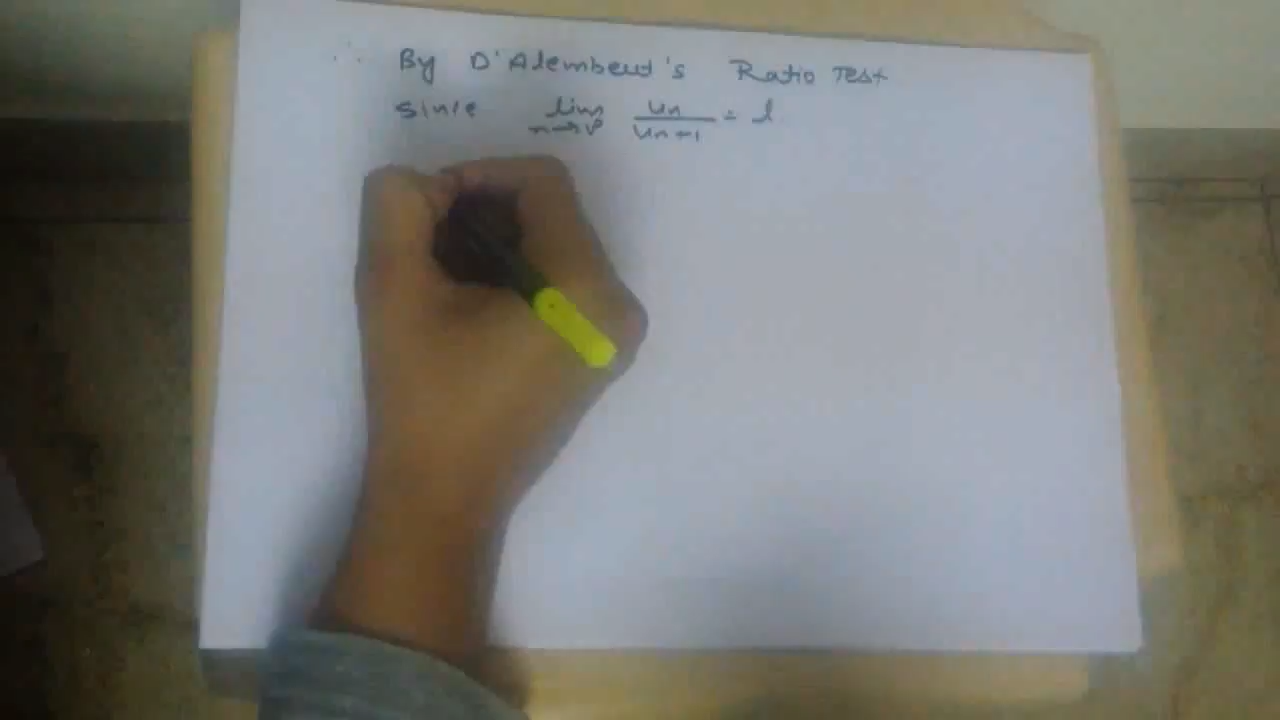 ∴ By D'Alembert's Ratio Test
Since lim n→∞ un/un+1 = l